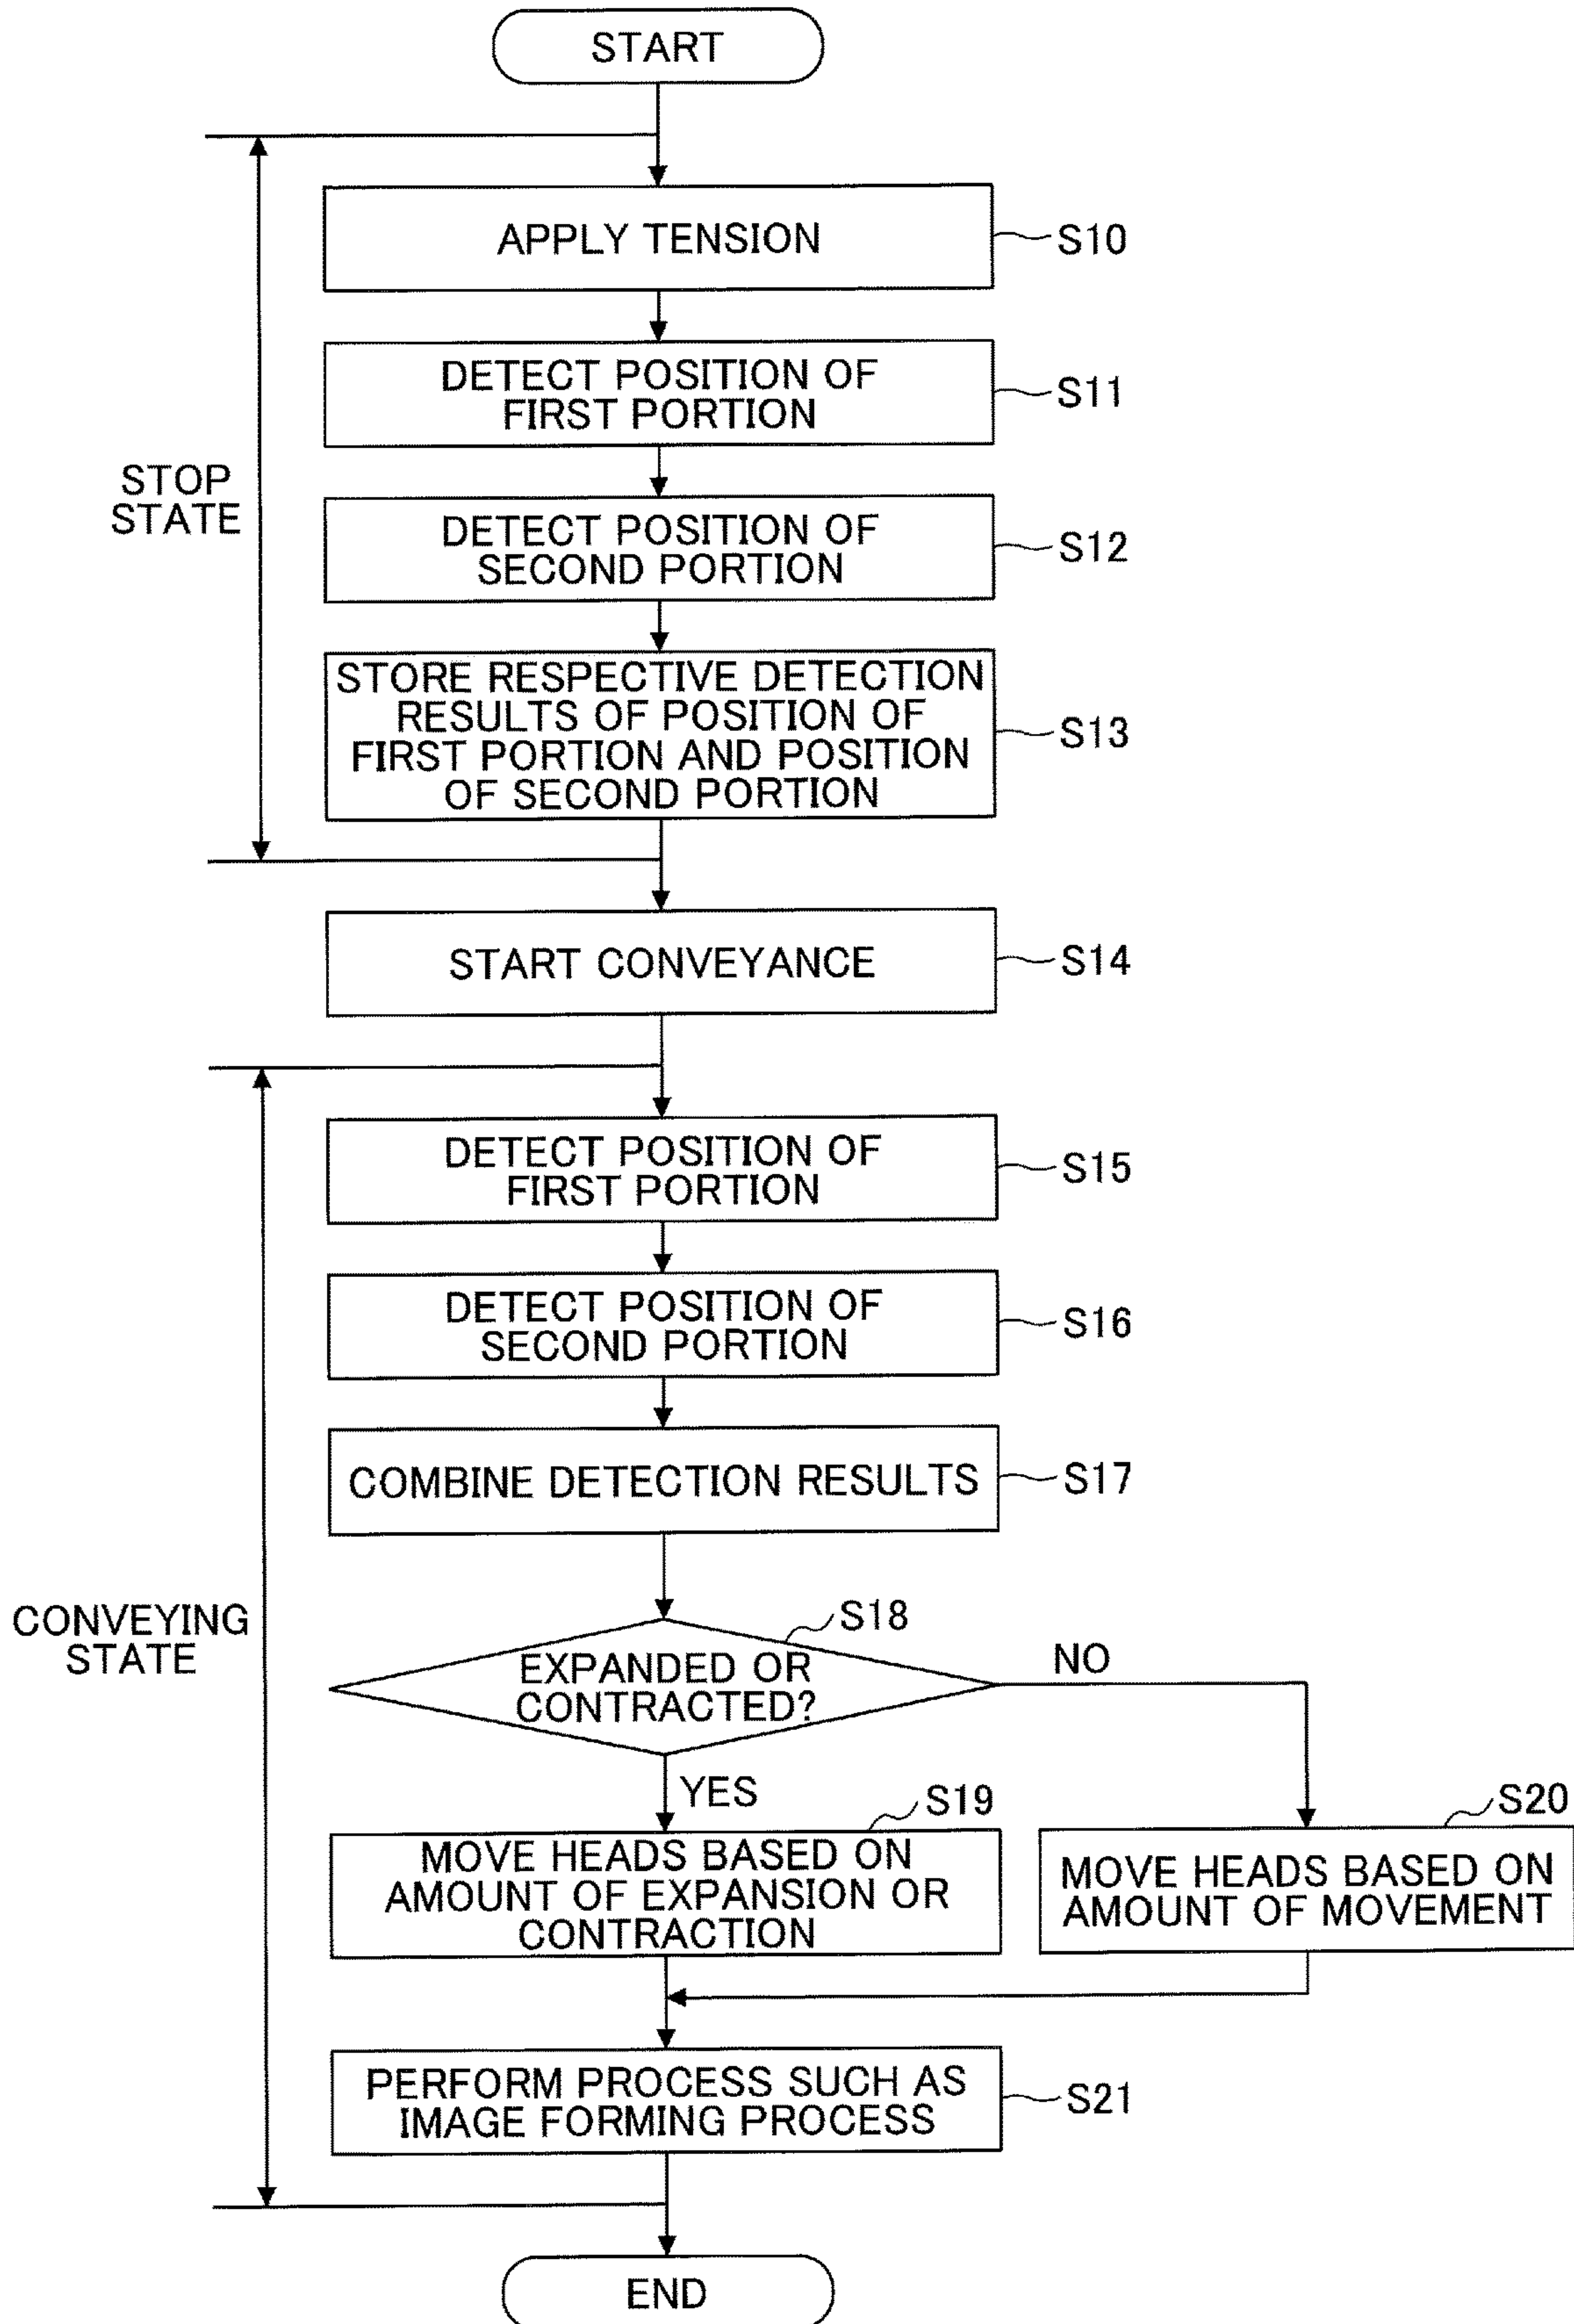 START
APPLY TENSION
S10
DETECT POSITION OF
FIRST PORTION
S11
STOP
STATE
DETECT POSITION OF
SECOND PORTION
S12
STORE RESPECTIVE DETECTION
RESULTS OF POSITION OF
FIRST PORTION AND POSITION
OF SECOND PORTION
S13
START CONVEYANCE
S14
DETECT POSITION OF
FIRST PORTION
S15
DETECT POSITION OF
SECOND PORTION
S16
COMBINE DETECTION RESULTS
S17
CONVEYING
STATE
S18
EXPANDED OR
CONTRACTED?
NO
YES
S19
MOVE HEADS BASED ON
AMOUNT OF EXPANSION OR
CONTRACTION
S20
MOVE HEADS BASED ON
AMOUNT OF MOVEMENT
PERFORM PROCESS SUCH AS
IMAGE FORMING PROCESS
S21
END